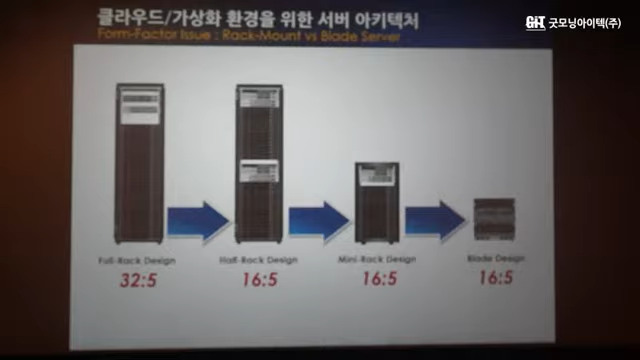 클라우드/가상화 환경을 위한 서버 아키텍처
Form-Factor Issue : Rack-Mount vs Blade Server
GIT 굿모닝아이텍(주)
Full-Rack Design
Half-Rack Design
Mini-Rack Design
Blade Design
32:5
16:5
16:5
16:5